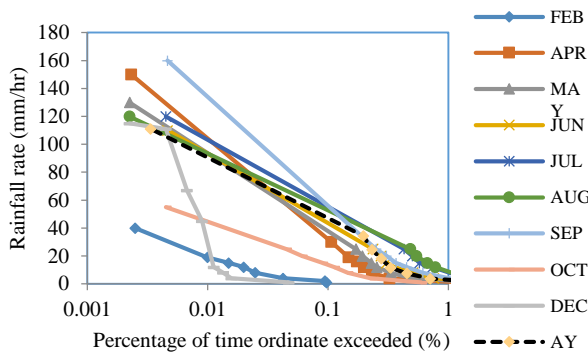 Rainfall rate (mm/hr)
180
160
140
120
100
80
60
40
20
0
0.001
0.01
0.1
1
Percentage of time ordinate exceeded (%)
FEB
APR
MA
Y
JUN
JUL
AUG
SEP
OCT
DEC
AY